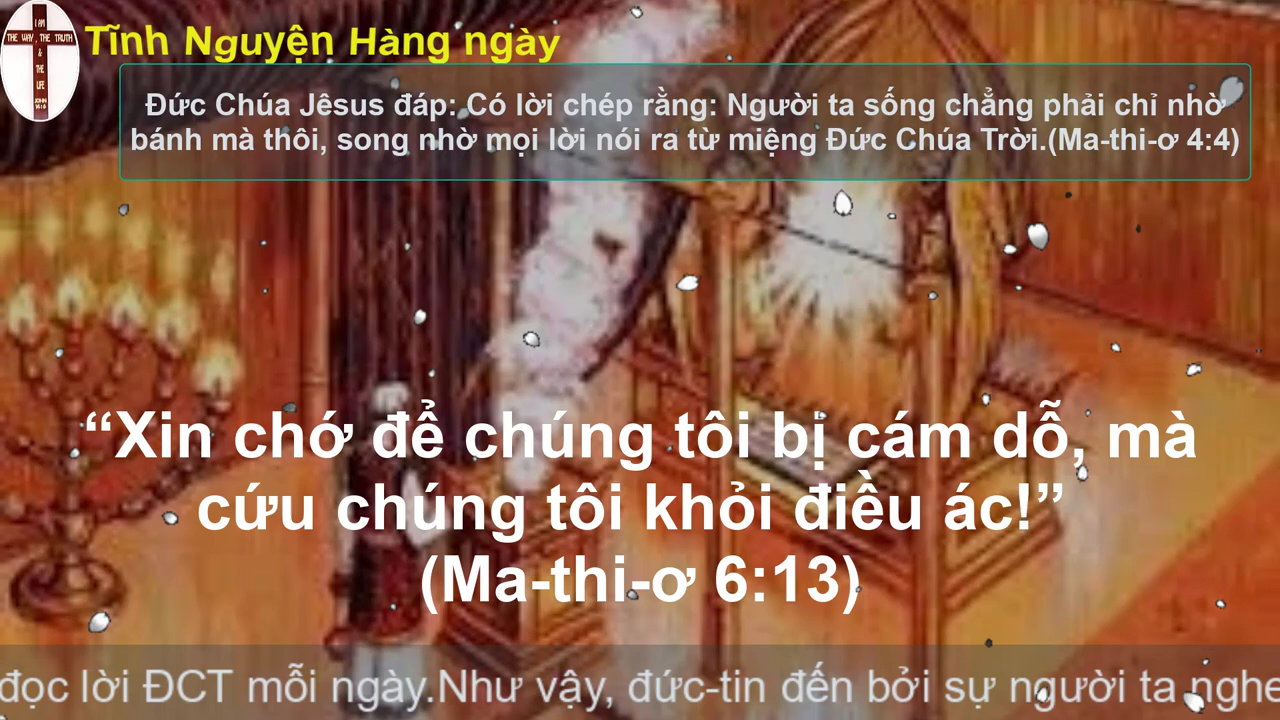 I AM
THE WAY, THE TRUTH
&
THE
LIFE
JOHN
14:6
Tĩnh Nguyện Hàng ngày
Đức Chúa Jêsus đáp: Có lời chép rằng: Người ta sống chẳng phải chỉ nhờ
bánh mà thôi, song nhờ mọi lời nói ra từ miệng Đức Chúa Trời.(Ma-thi-ơ 4:4)
“Xin chớ để chúng tôi bị cám dỗ, mà
cứu chúng tôi khỏi điều ác!”
(Ma-thi-ơ 6:13)
đọc lời ĐCT mỗi ngày.Như vậy, đức-tin đến bởi sự người ta nghe